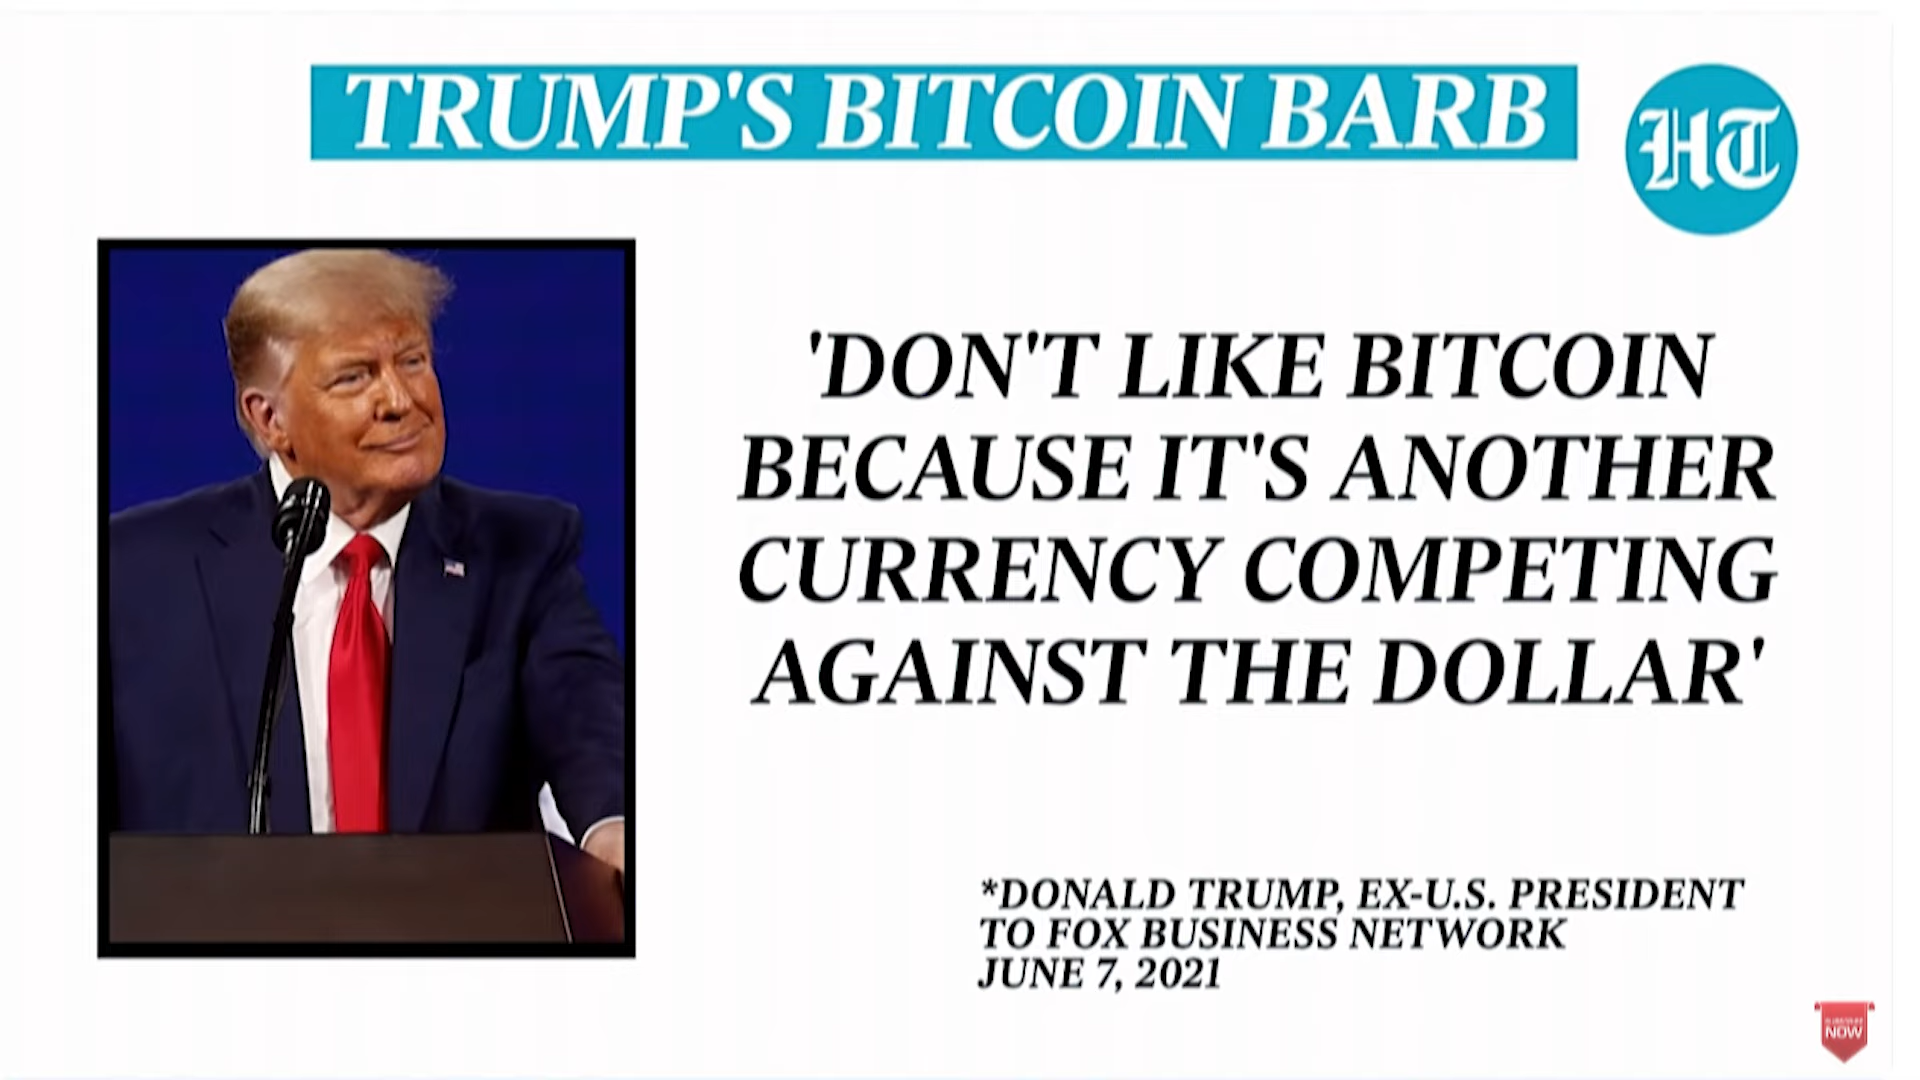 TRUMP'S BITCOIN BARB
HT
'DON'T LIKE BITCOIN
BECAUSE IT'S ANOTHER
CURRENCY COMPETING
AGAINST THE DOLLAR'
*DONALD TRUMP, EX-U.S. PRESIDENT
TO FOX BUSINESS NETWORK
JUNE 7, 2021
NOW